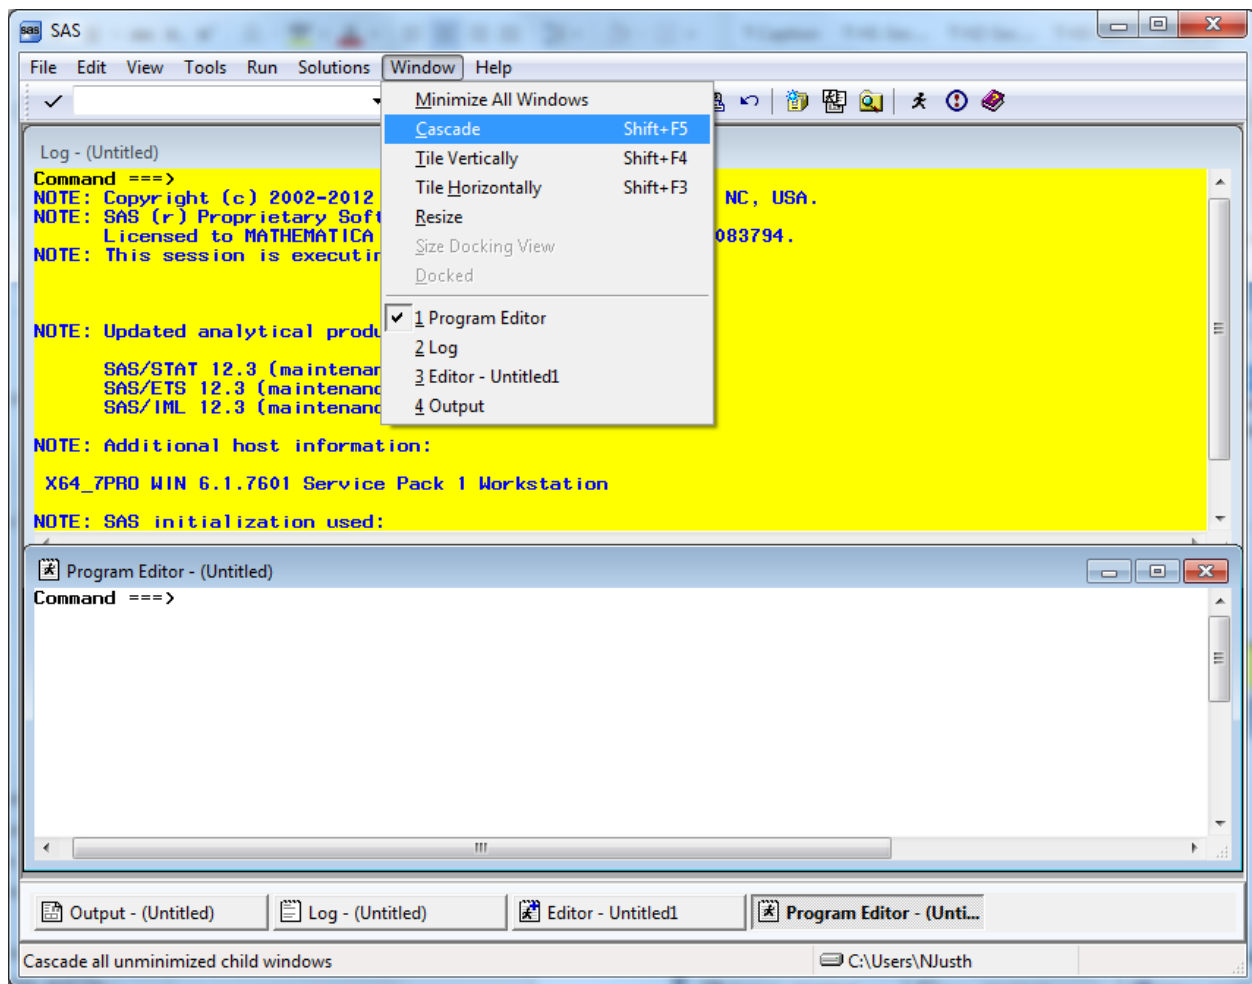 SAS
File Edit View Tools Run Solutions Window Help
Minimize All Windows
Cascade Shift+F5
Tile Vertically Shift+F4
Tile Horizontally Shift+F3
Resize
Size Docking View
Docked
1 Program Editor
2 Log
3 Editor - Untitled1
4 Output
Log - (Untitled)
Command ===>
NOTE: Copyright (c) 2002-2012 NC, USA.
NOTE: SAS (r) Proprietary Soft
Licensed to MATHEMATICA 083794.
NOTE: This session is executin
NOTE: Updated analytical produ
SAS/STAT 12.3 (maintenan
SAS/ETS 12.3 (maintenanc
SAS/IML 12.3 (maintenanc
NOTE: Additional host information:
X64_7PRO WIN 6.1.7601 Service Pack 1 Workstation
NOTE: SAS initialization used:
Program Editor - (Untitled)
Command ===>
Output - (Untitled) Log - (Untitled) Editor - Untitled1 Program Editor - (Unti...
Cascade all unminimized child windows C:\Users\NJusth